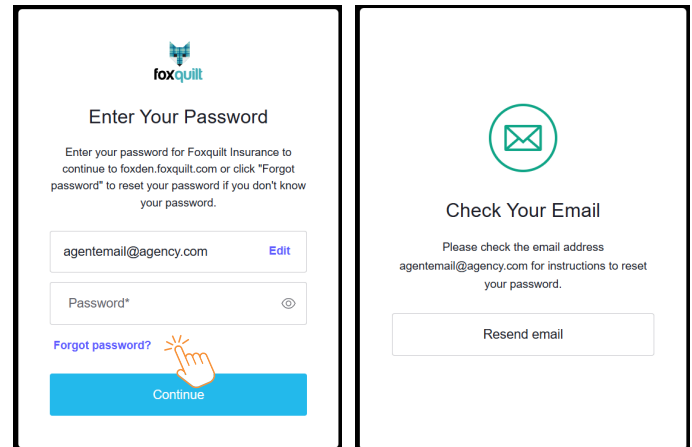 foxquilt
Enter Your Password
Enter your password for Foxquilt Insurance to
continue to foxden.foxquilt.com or click "Forgot
password" to reset your password if you don't know
your password.
agentemail@agency.com Edit
Password*
Forgot password?
Continue
Check Your Email
Please check the email address
agentemail@agency.com for instructions to reset
your password.
Resend email